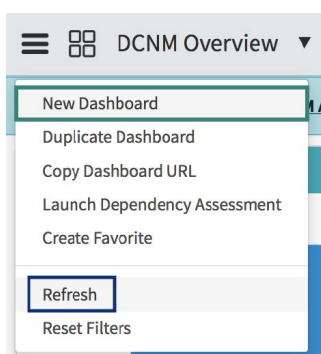 DCNM Overview
New Dashboard
Duplicate Dashboard
Copy Dashboard URL
Launch Dependency Assessment
Create Favorite
Refresh
Reset Filters